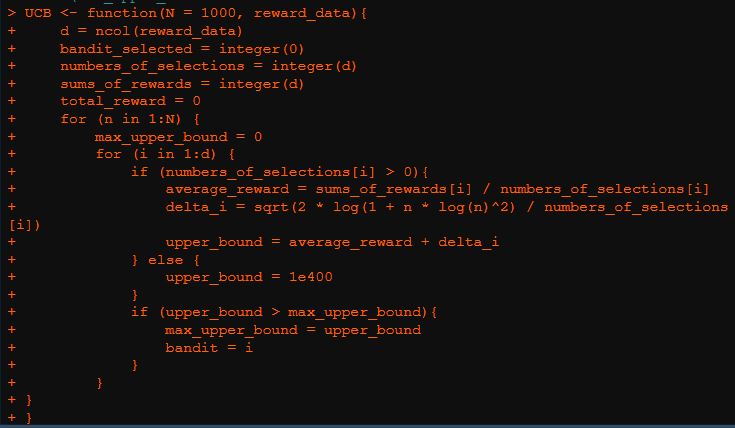 > UCB <- function(N = 1000, reward_data){
+     d = ncol(reward_data)
+     bandit_selected = integer(0)
+     numbers_of_selections = integer(d)
+     sums_of_rewards = integer(d)
+     total_reward = 0
+     for (n in 1:N) {
+         max_upper_bound = 0
+         for (i in 1:d) {
+             if (numbers_of_selections[i] > 0){
+                 average_reward = sums_of_rewards[i] / numbers_of_selections[i]
+                 delta_i = sqrt(2 * log(1 + n * log(n)^2) / numbers_of_selections
[i])
+                 upper_bound = average_reward + delta_i
+             } else {
+                 upper_bound = 1e400
+             }
+             if (upper_bound > max_upper_bound){
+                 max_upper_bound = upper_bound
+                 bandit = i
+             }
+         }
+ }
+ }